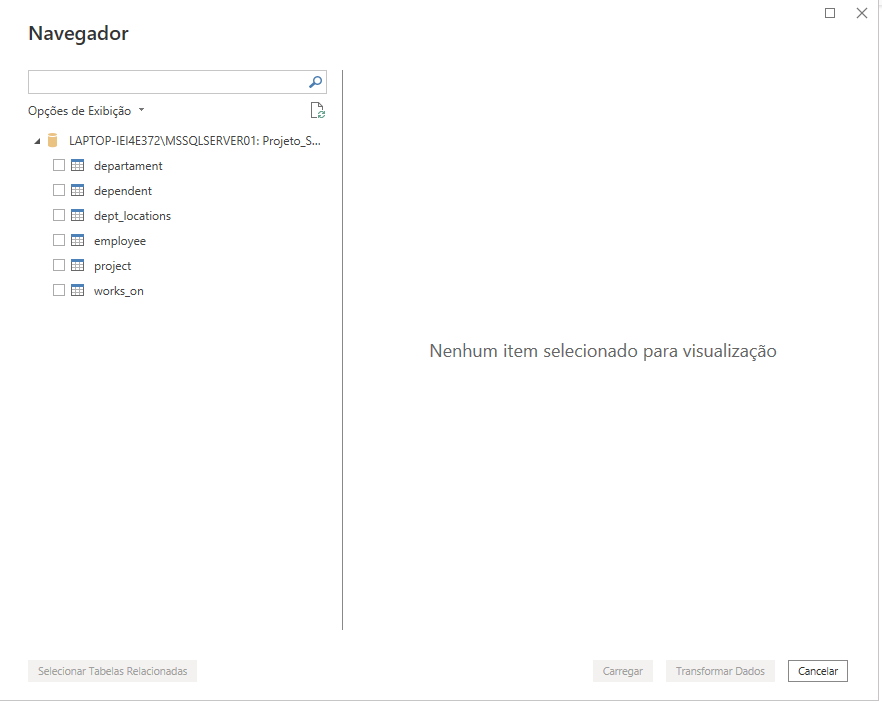 Navegador
Opções de Exibição
LAPTOP-IEI4E372\MSSQLSERVER01: Projeto_S...
departament
dependent
dept_locations
employee
project
works_on
Nenhum item selecionado para visualização
Selecionar Tabelas Relacionadas
Carregar
Transformar Dados
Cancelar